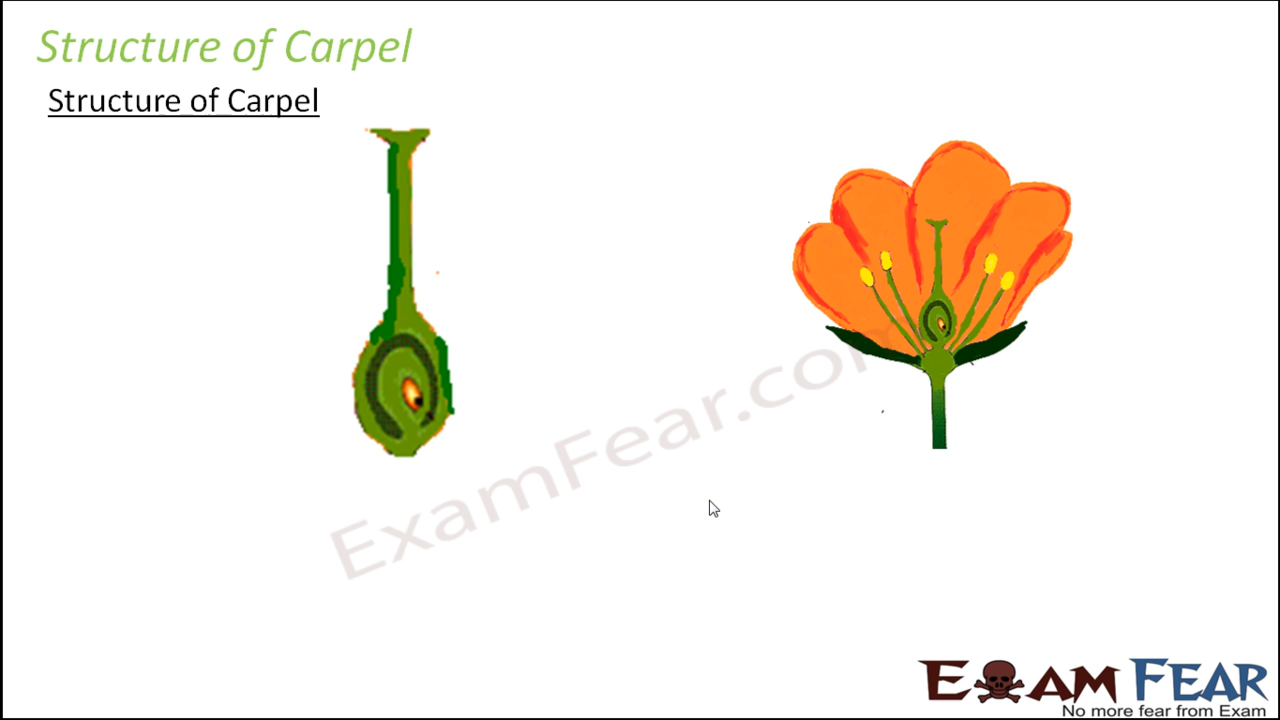 Structure of Carpel
Structure of Carpel
ExamFear.com
EXAM FEAR
No more fear from Exam